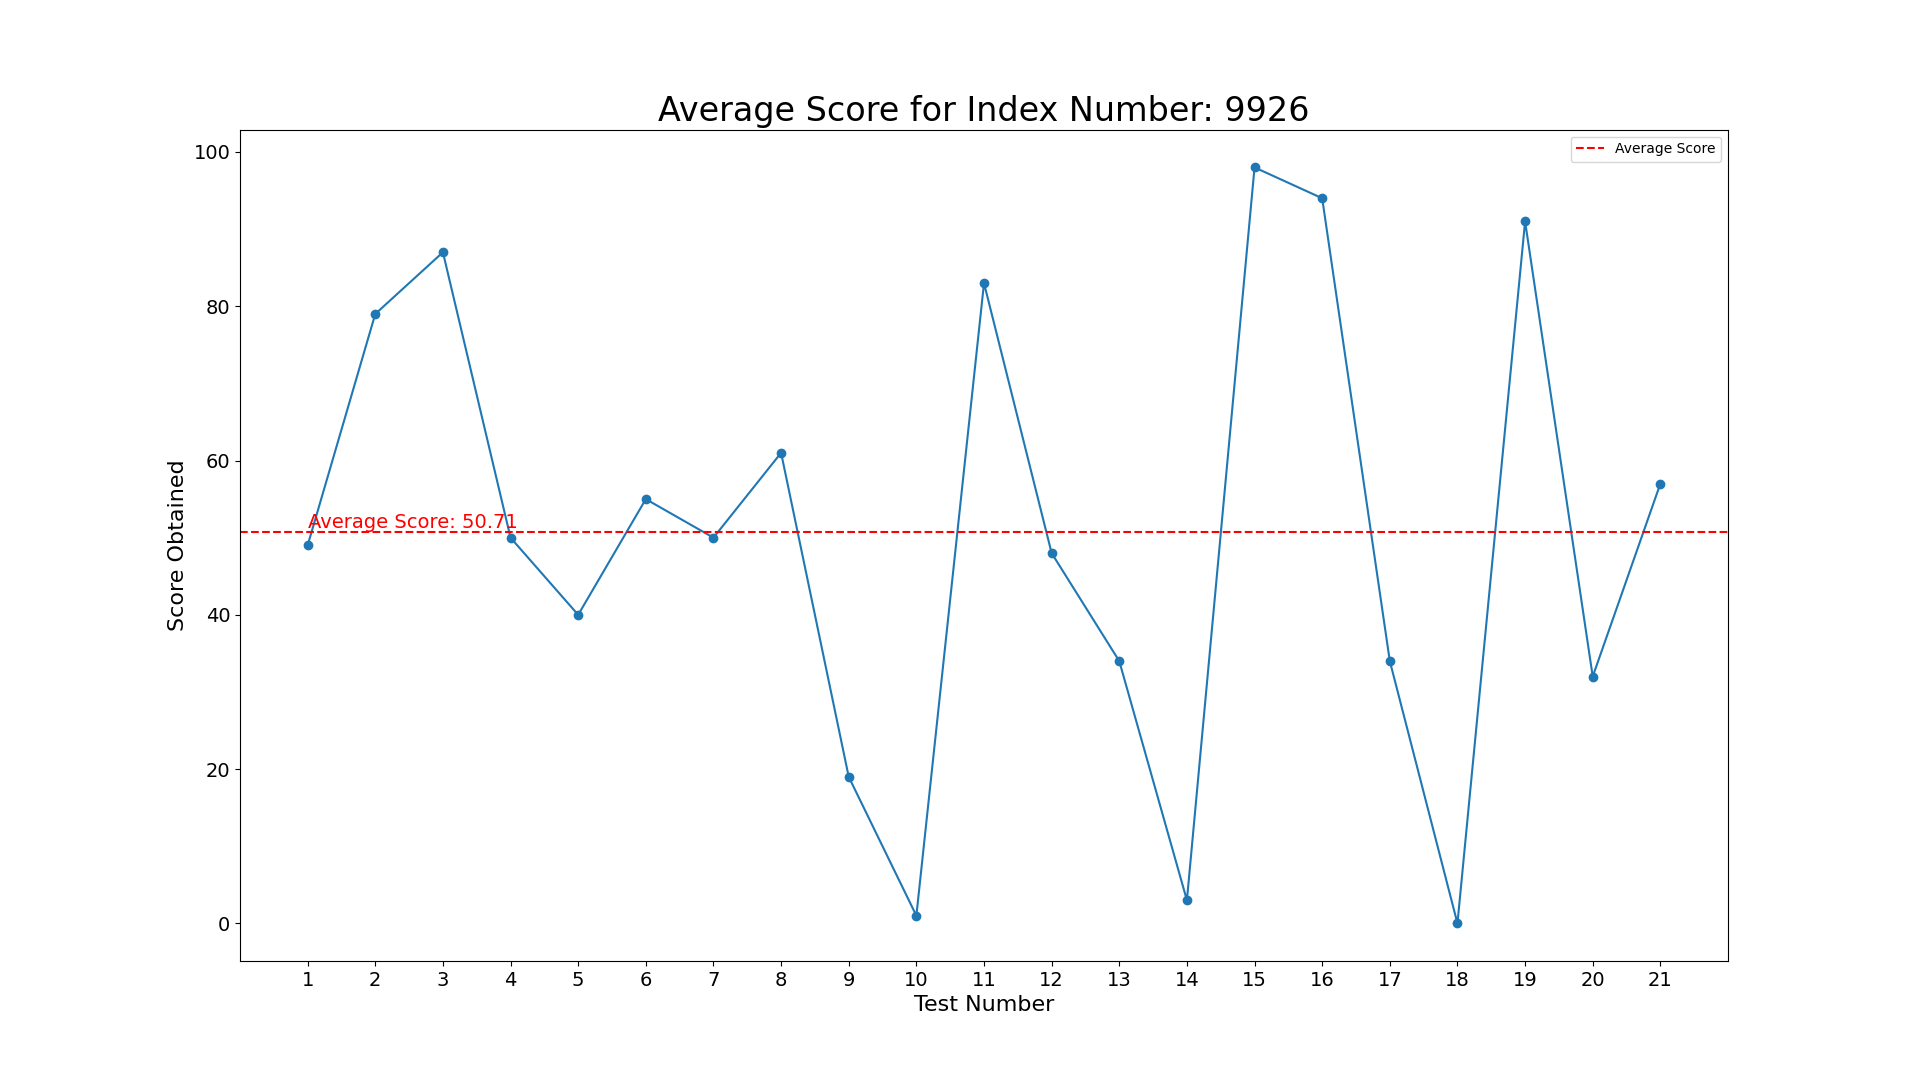 Average Score for Index Number: 9926
Average Score
100
80
60
40
20
0
Score Obtained
Average Score: 50.71
1 2 3 4 5 6 7 8 9 10 11 12 13 14 15 16 17 18 19 20 21
Test Number